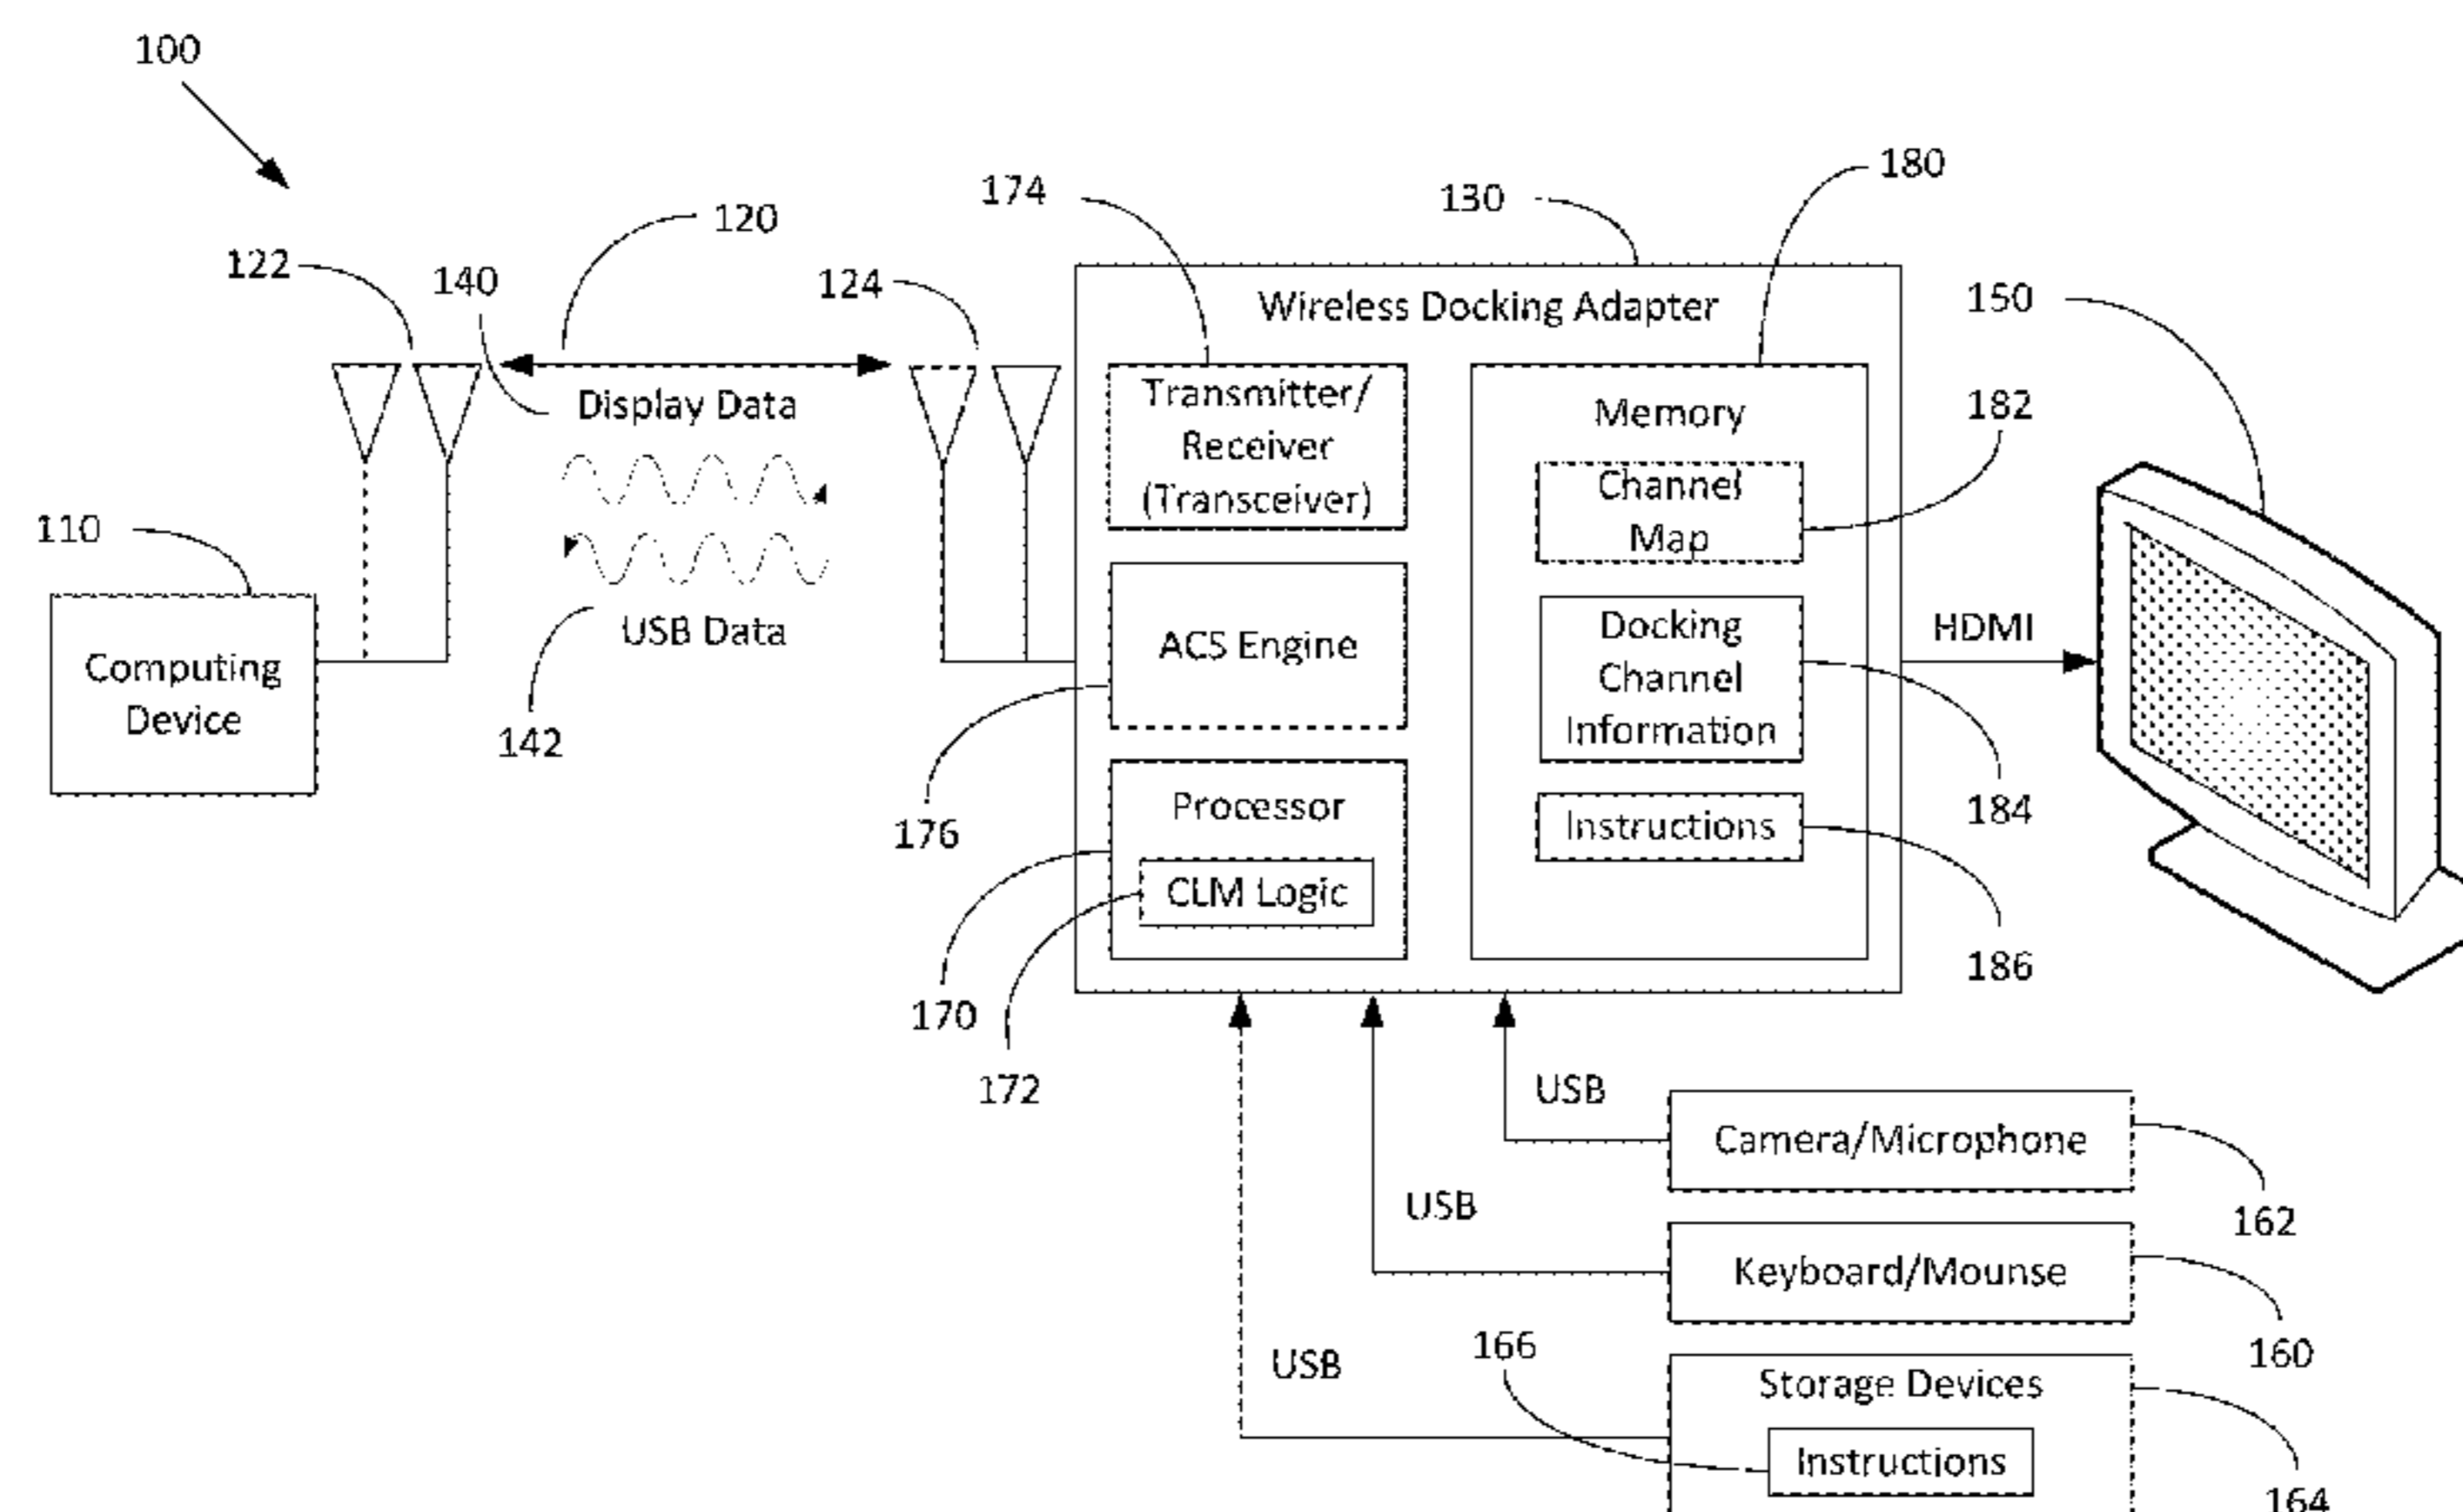 100
120
174
130
180
122
140
124
150
Wireless Docking Adapter
Display Data
Transmitter/
Receiver
(Transceiver)
Memory
182
Channel
Map
110
USB Data
142
Computing
Device
ACS Engine
Docking
Channel
Information
HDMI
184
176
Processor
CLM Logic
Instructions
186
170
172
USB
Camera/Microphone
162
USB
Keyboard/Mounse
160
USB
166
Storage Devices
Instructions
164